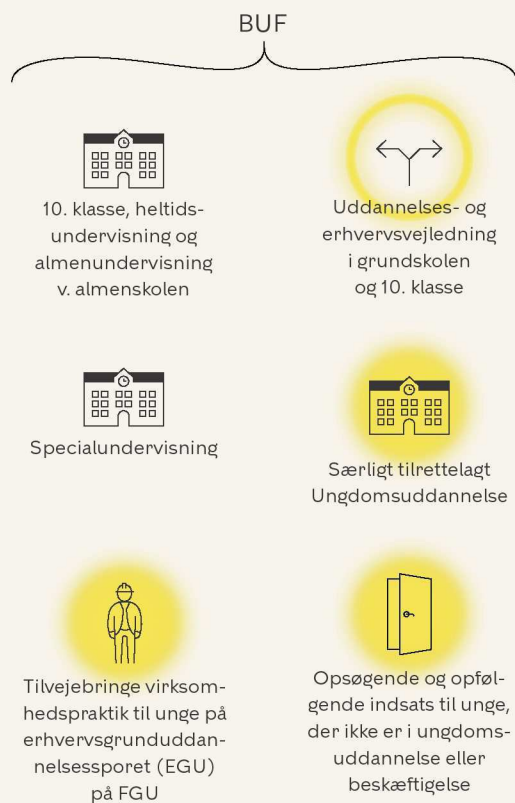 BUF
10. klasse, heltids-
undervisning og
almenundervisning
v. almenskolen
Uddannelses- og
erhvervsvejledning
i grundskolen
og 10. klasse
Specialundervisning
Særligt tilrettelagt
Ungdomsuddannelse
Tilvejebringe virksom-
hedspraktik til unge på
erhvervsgrunduddan-
nelsessporet (EGU)
på FGU
Opsøgende og opføl-
gende indsats til unge,
der ikke er i ungdoms-
uddannelse eller
beskæftigelse